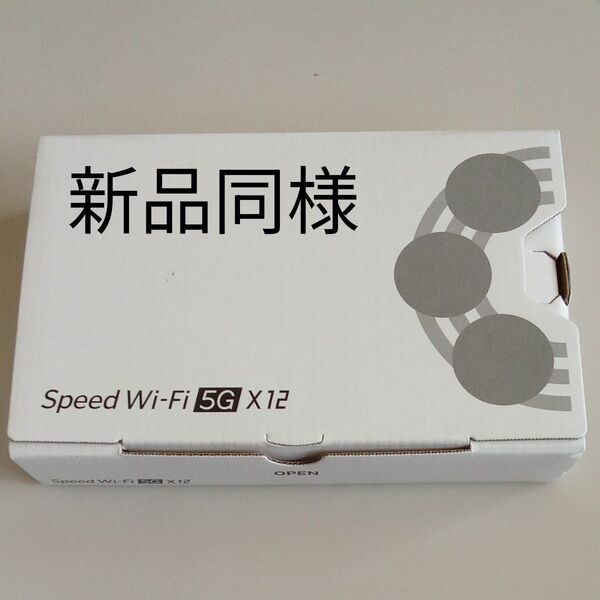 新品同様
Speed Wi-Fi 5G X12
OPEN
Speed Wi-Fi 5G X12